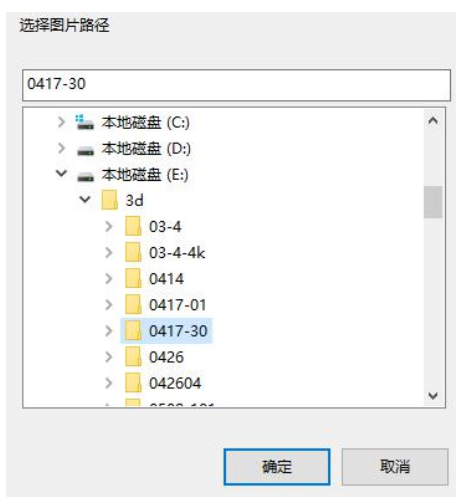 选择图片路径
0417-30
本地磁盘 (C:)
本地磁盘 (D:)
本地磁盘 (E:)
3d
03-4
03-4-4k
0414
0417-01
0417-30
0426
042604
确定
取消